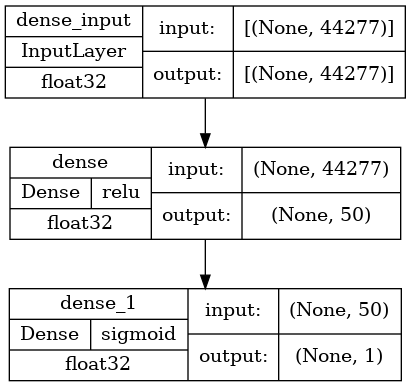 dense_input
InputLayer
float32
input:
[(None, 44277)]
output:
[(None, 44277)]
dense
Dense
relu
float32
input:
(None, 44277)
output:
(None, 50)
dense_1
Dense
sigmoid
float32
input:
(None, 50)
output:
(None, 1)